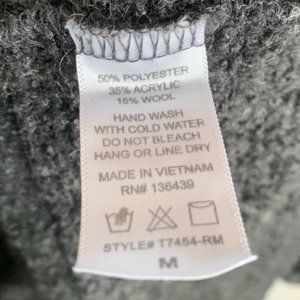 50% POLYESTER
35% ACRYLIC
15% WOOL
HAND WASH
WITH COLD WATER
DO NOT BLEACH
HANG OR LINE DRY
MADE IN VIETNAM
RN# 136439
STYLE# T7454-RM
M